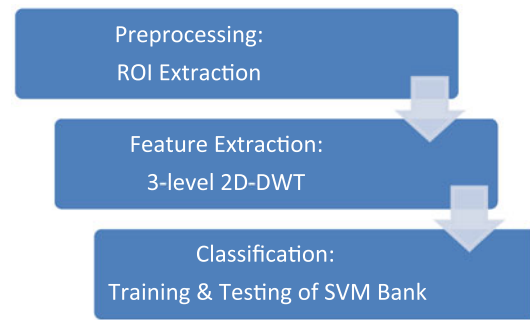 Preprocessing:
ROI Extraction
Feature Extraction:
3-level 2D-DWT
Classification:
Training & Testing of SVM Bank